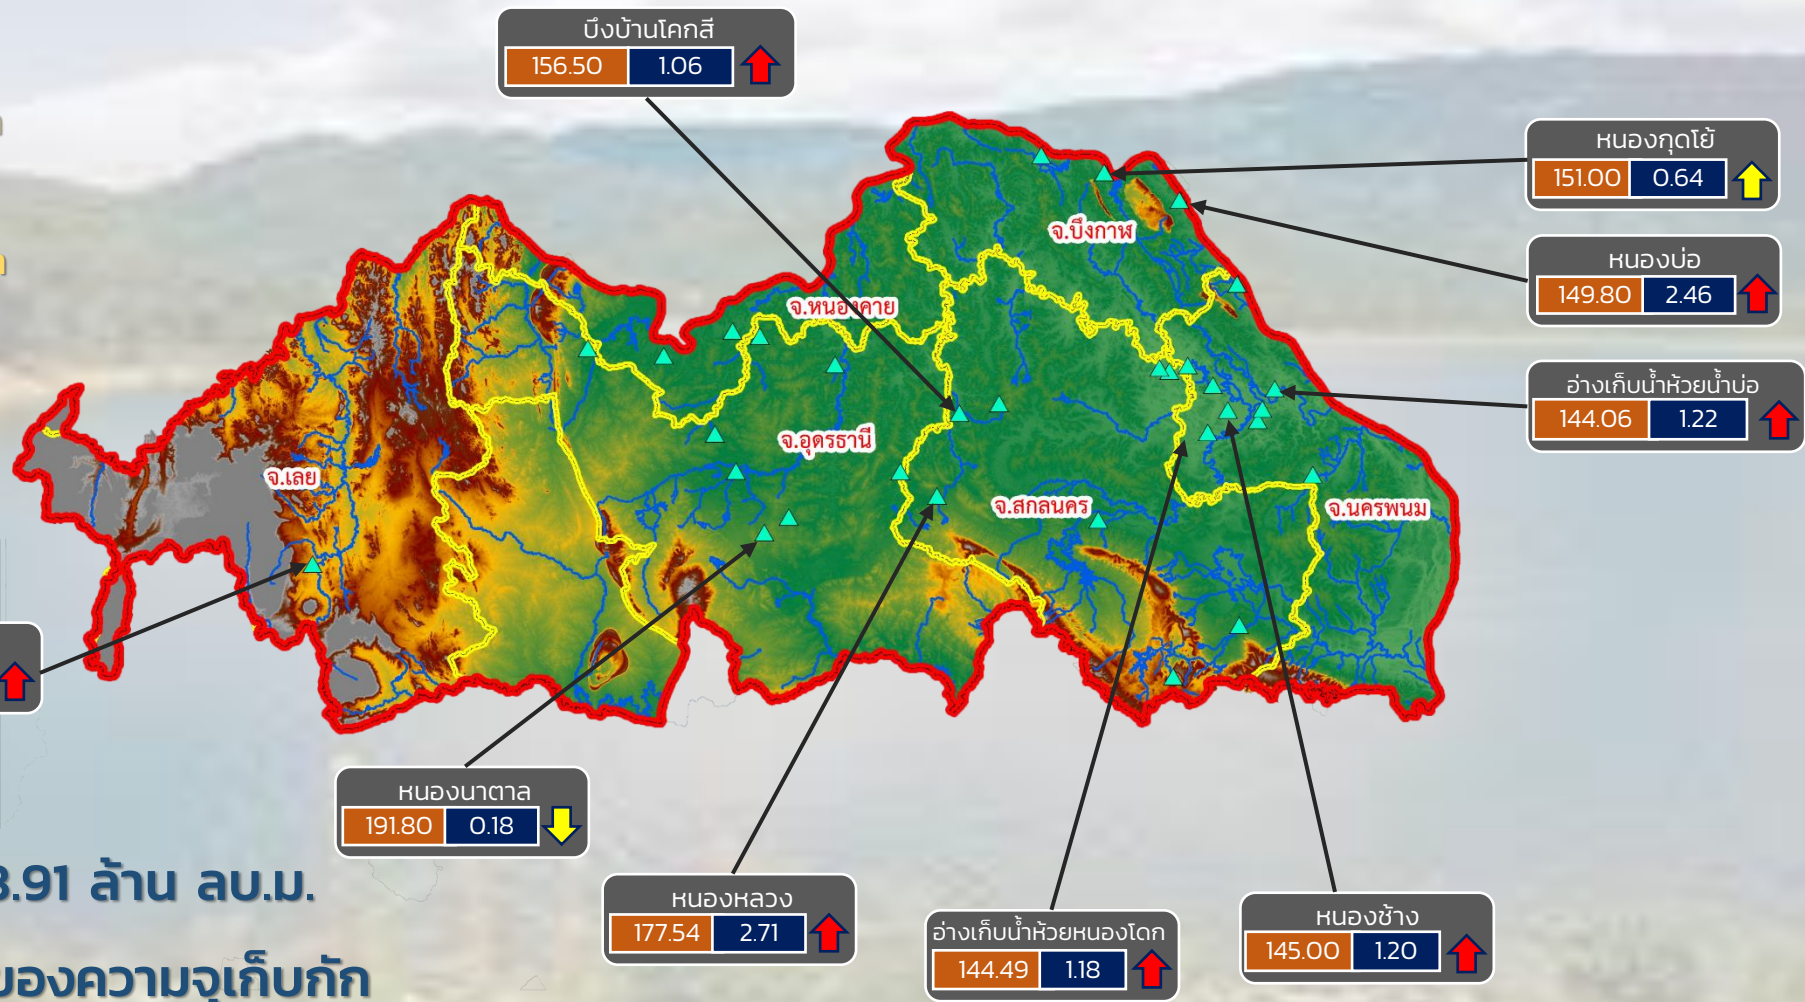 บึงบ้านโคกสี
156.50 1.06
หนองกุดโย้
151.00 0.64
จ.บึงกาฬ
หนองบ่อ
149.80 2.46
จ.หนองคาย
อ่างเก็บน้ำห้วยน้ำบ่อ
144.06 1.22
จ.อุดรธานี
จ.เลย
จ.สกลนคร
จ.นครพนม
หนองนาตาล
191.80 0.18
3.91 ล้าน ลบ.ม.
หนองหลวง
177.54 2.71
อ่างเก็บน้ำห้วยหนองโดก
144.49 1.18
หนองช้าง
145.00 1.20
ของความจุเก็บกัก